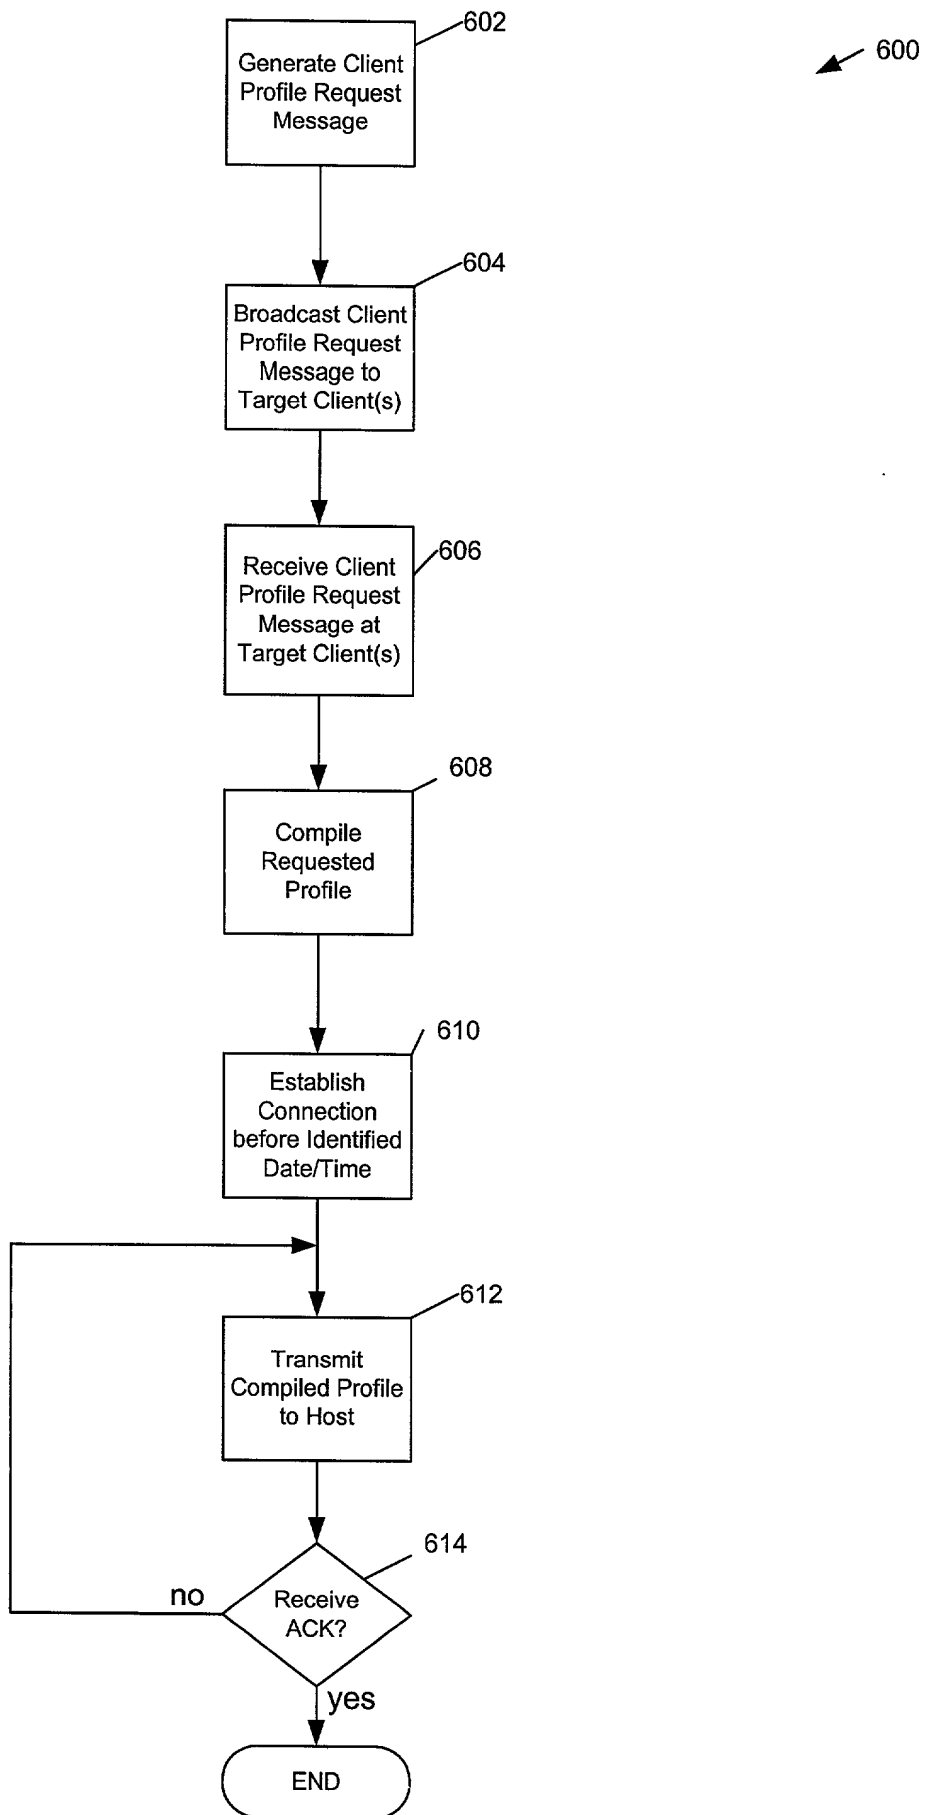 602
600
Generate Client
Profile Request
Message
604
Broadcast Client
Profile Request
Message to
Target Client(s)
606
Receive Client
Profile Request
Message at
Target Client(s)
608
Compile
Requested
Profile
610
Establish
Connection
before Identified
Date/Time
612
Transmit
Compiled Profile
to Host
614
Receive
ACK?
no
yes
END